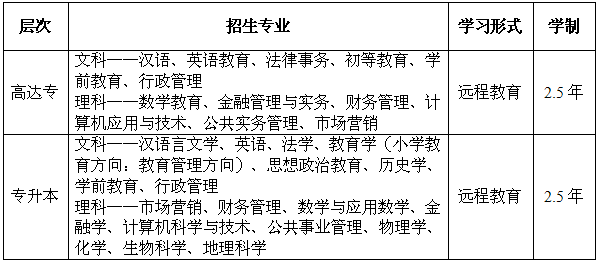 层次 招生专业 学习形式 学制
文科——汉语、英语教育、法律事务、初等教育、学
前教育、行政管理
高达专 理科——数学教育、金融管理与实务、财务管理、计 远程教育 2.5 年
算机应用与技术、公共实务管理、市场营销
文科——汉语言文学、英语、法学、教育学（小学教
育方向：教育管理方向）、思想政治教育、历史学、
学前教育、行政管理
专升本 理科——市场营销、财务管理、数学与应用数学、金 远程教育 2.5 年
融学、计算机科学与技术、公共事业管理、物理学、
化学、生物科学、地理科学